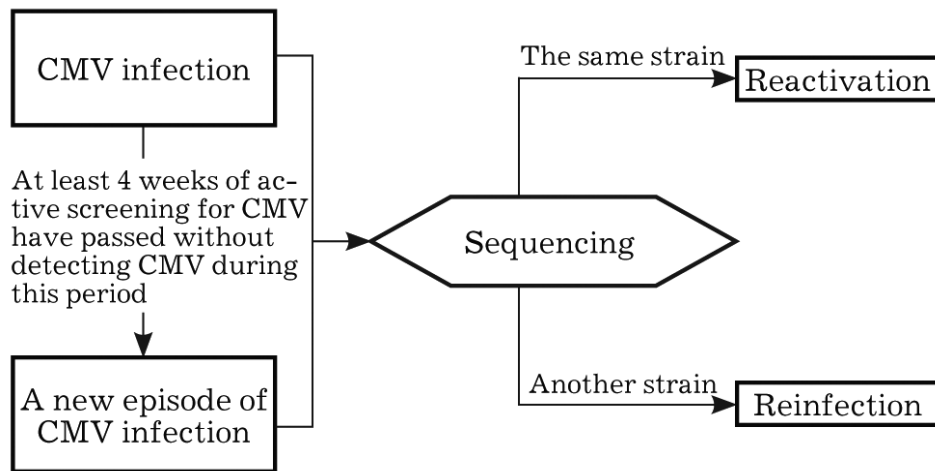 CMV infection
At least 4 weeks of ac-
tive screening for CMV
have passed without
detecting CMV during
this period
A new episode of
CMV infection
Sequencing
The same strain
Reactivation
Another strain
Reinfection